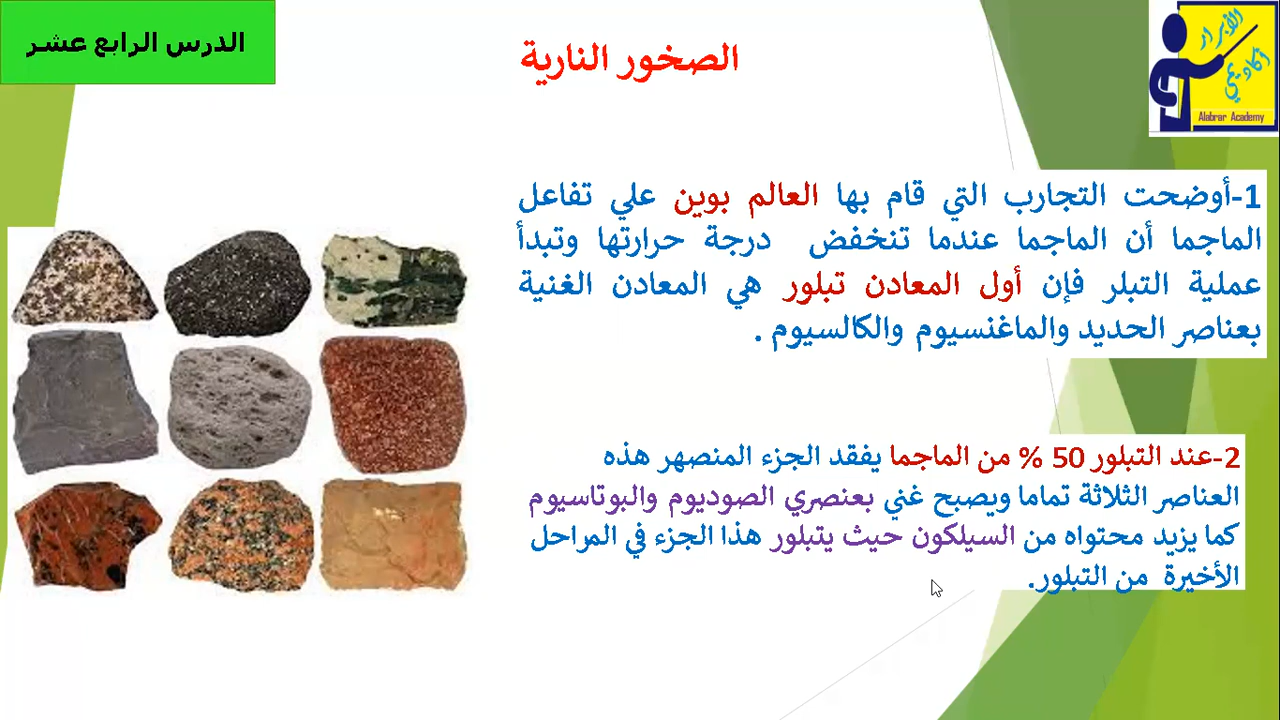 الدرس الرابع عشر
الصخور النارية
الأبرار
أكاديمي
Alabrar Academy
1-أوضحت التجارب التي قام بها العالم بوين علي تفاعل
الماجما أن الماجما عندما تنخفض درجة حرارتها وتبدأ
عملية التبلر فإن أول المعادن تبلور هي المعادن الغنية
بعناصر الحديد والماغنسيوم والكالسيوم .
2-عند التبلور 50 % من الماجما يفقد الجزء المنصهر هذه
العناصر الثلاثة تماما ويصبح غني بعنصري الصوديوم والبوتاسيوم
كما يزيد محتواه من السيلكون حيث يتبلور هذا الجزء في المراحل
الأخيرة من التبلور.